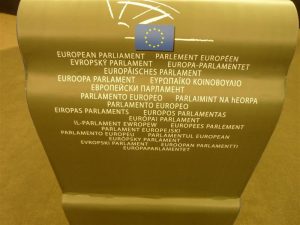 EUROPEAN PARLIAMENT PARLEMENT EUROPÉEN
EVROPSKÝ PARLAMENT EUROPA-PARLAMENTET
EUROPÄISCHES PARLAMENT
EUROOPA PARLAMENT ΕΥΡΩΠΑΪΚΟ ΚΟΙΝΟΒΟΥΛΙΟ
ЕВРОПЕЙСКИ ПАРЛАМЕНТ
PARLAMENTO EUROPEO PARLAIMINT NA hEORPA
PARLAMENTO EUROPEO
EIROPAS PARLAMENTS EUROPOS PARLAMENTAS
EURÓPAI PARLAMENT
IL-PARLAMENT EWROPEW EUROPEES PARLEMENT
PARLAMENT EUROPEJSKI
PARLAMENTO EUROPEU PARLAMENTUL EUROPEAN
EURÓPSKY PARLAMENT
EVROPSKI PARLAMENT EUROOPAN PARLAMENTTI
EUROPAPARLAMENTET